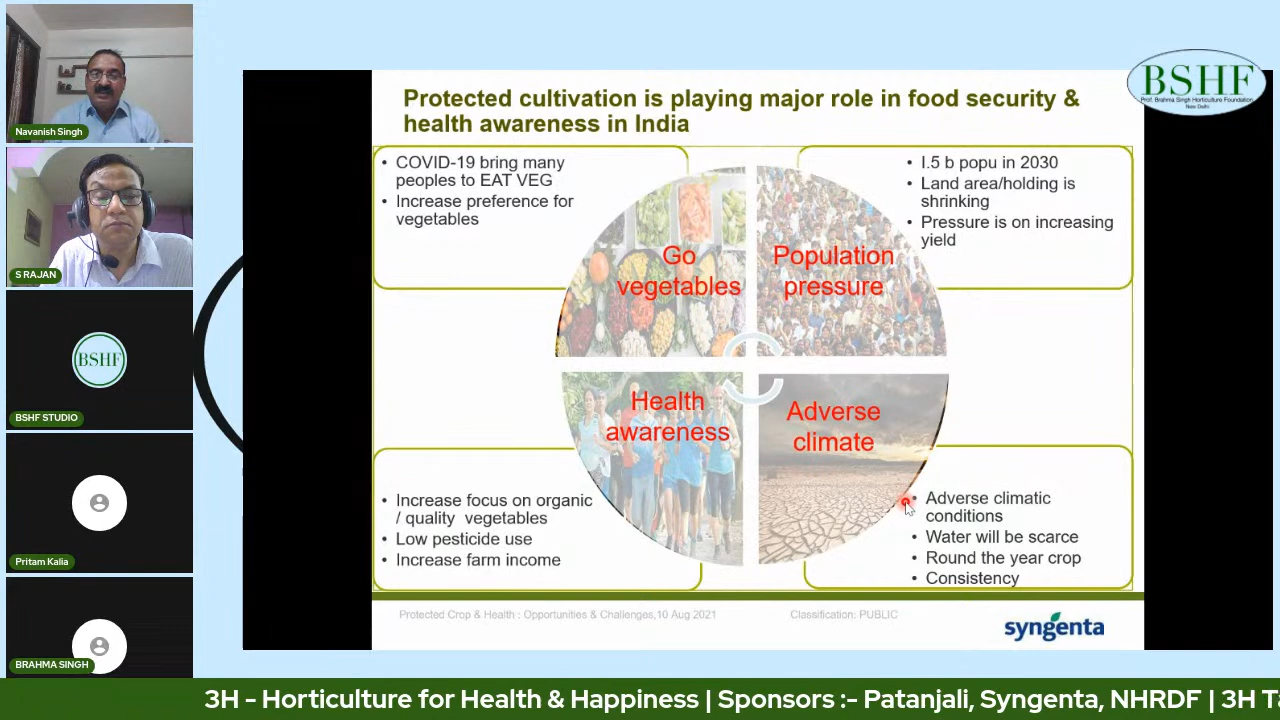 Navanish Singh
S RAJAN
BSHF
BSHF STUDIO
Pritam Kalia
BRAHMA SINGH
BSHF
Prof. Brahma Singh Horticulture Foundation
New Delhi
Protected cultivation is playing major role in food security &
health awareness in India
• COVID-19 bring many
peoples to EAT VEG
• Increase preference for
vegetables
Go
vegetables
Population
pressure
• I.5 b popu in 2030
• Land area/holding is
shrinking
• Pressure is on increasing
yield
Health
awareness
Adverse
climate
• Increase focus on organic
/ quality vegetables
• Low pesticide use
• Increase farm income
• Adverse climatic
conditions
• Water will be scarce
• Round the year crop
• Consistency
Protected Crop & Health : Opportunities & Challenges,10 Aug 2021
Classification: PUBLIC
syngenta
3H - Horticulture for Health & Happiness | Sponsors :- Patanjali, Syngenta, NHRDF | 3H Ta